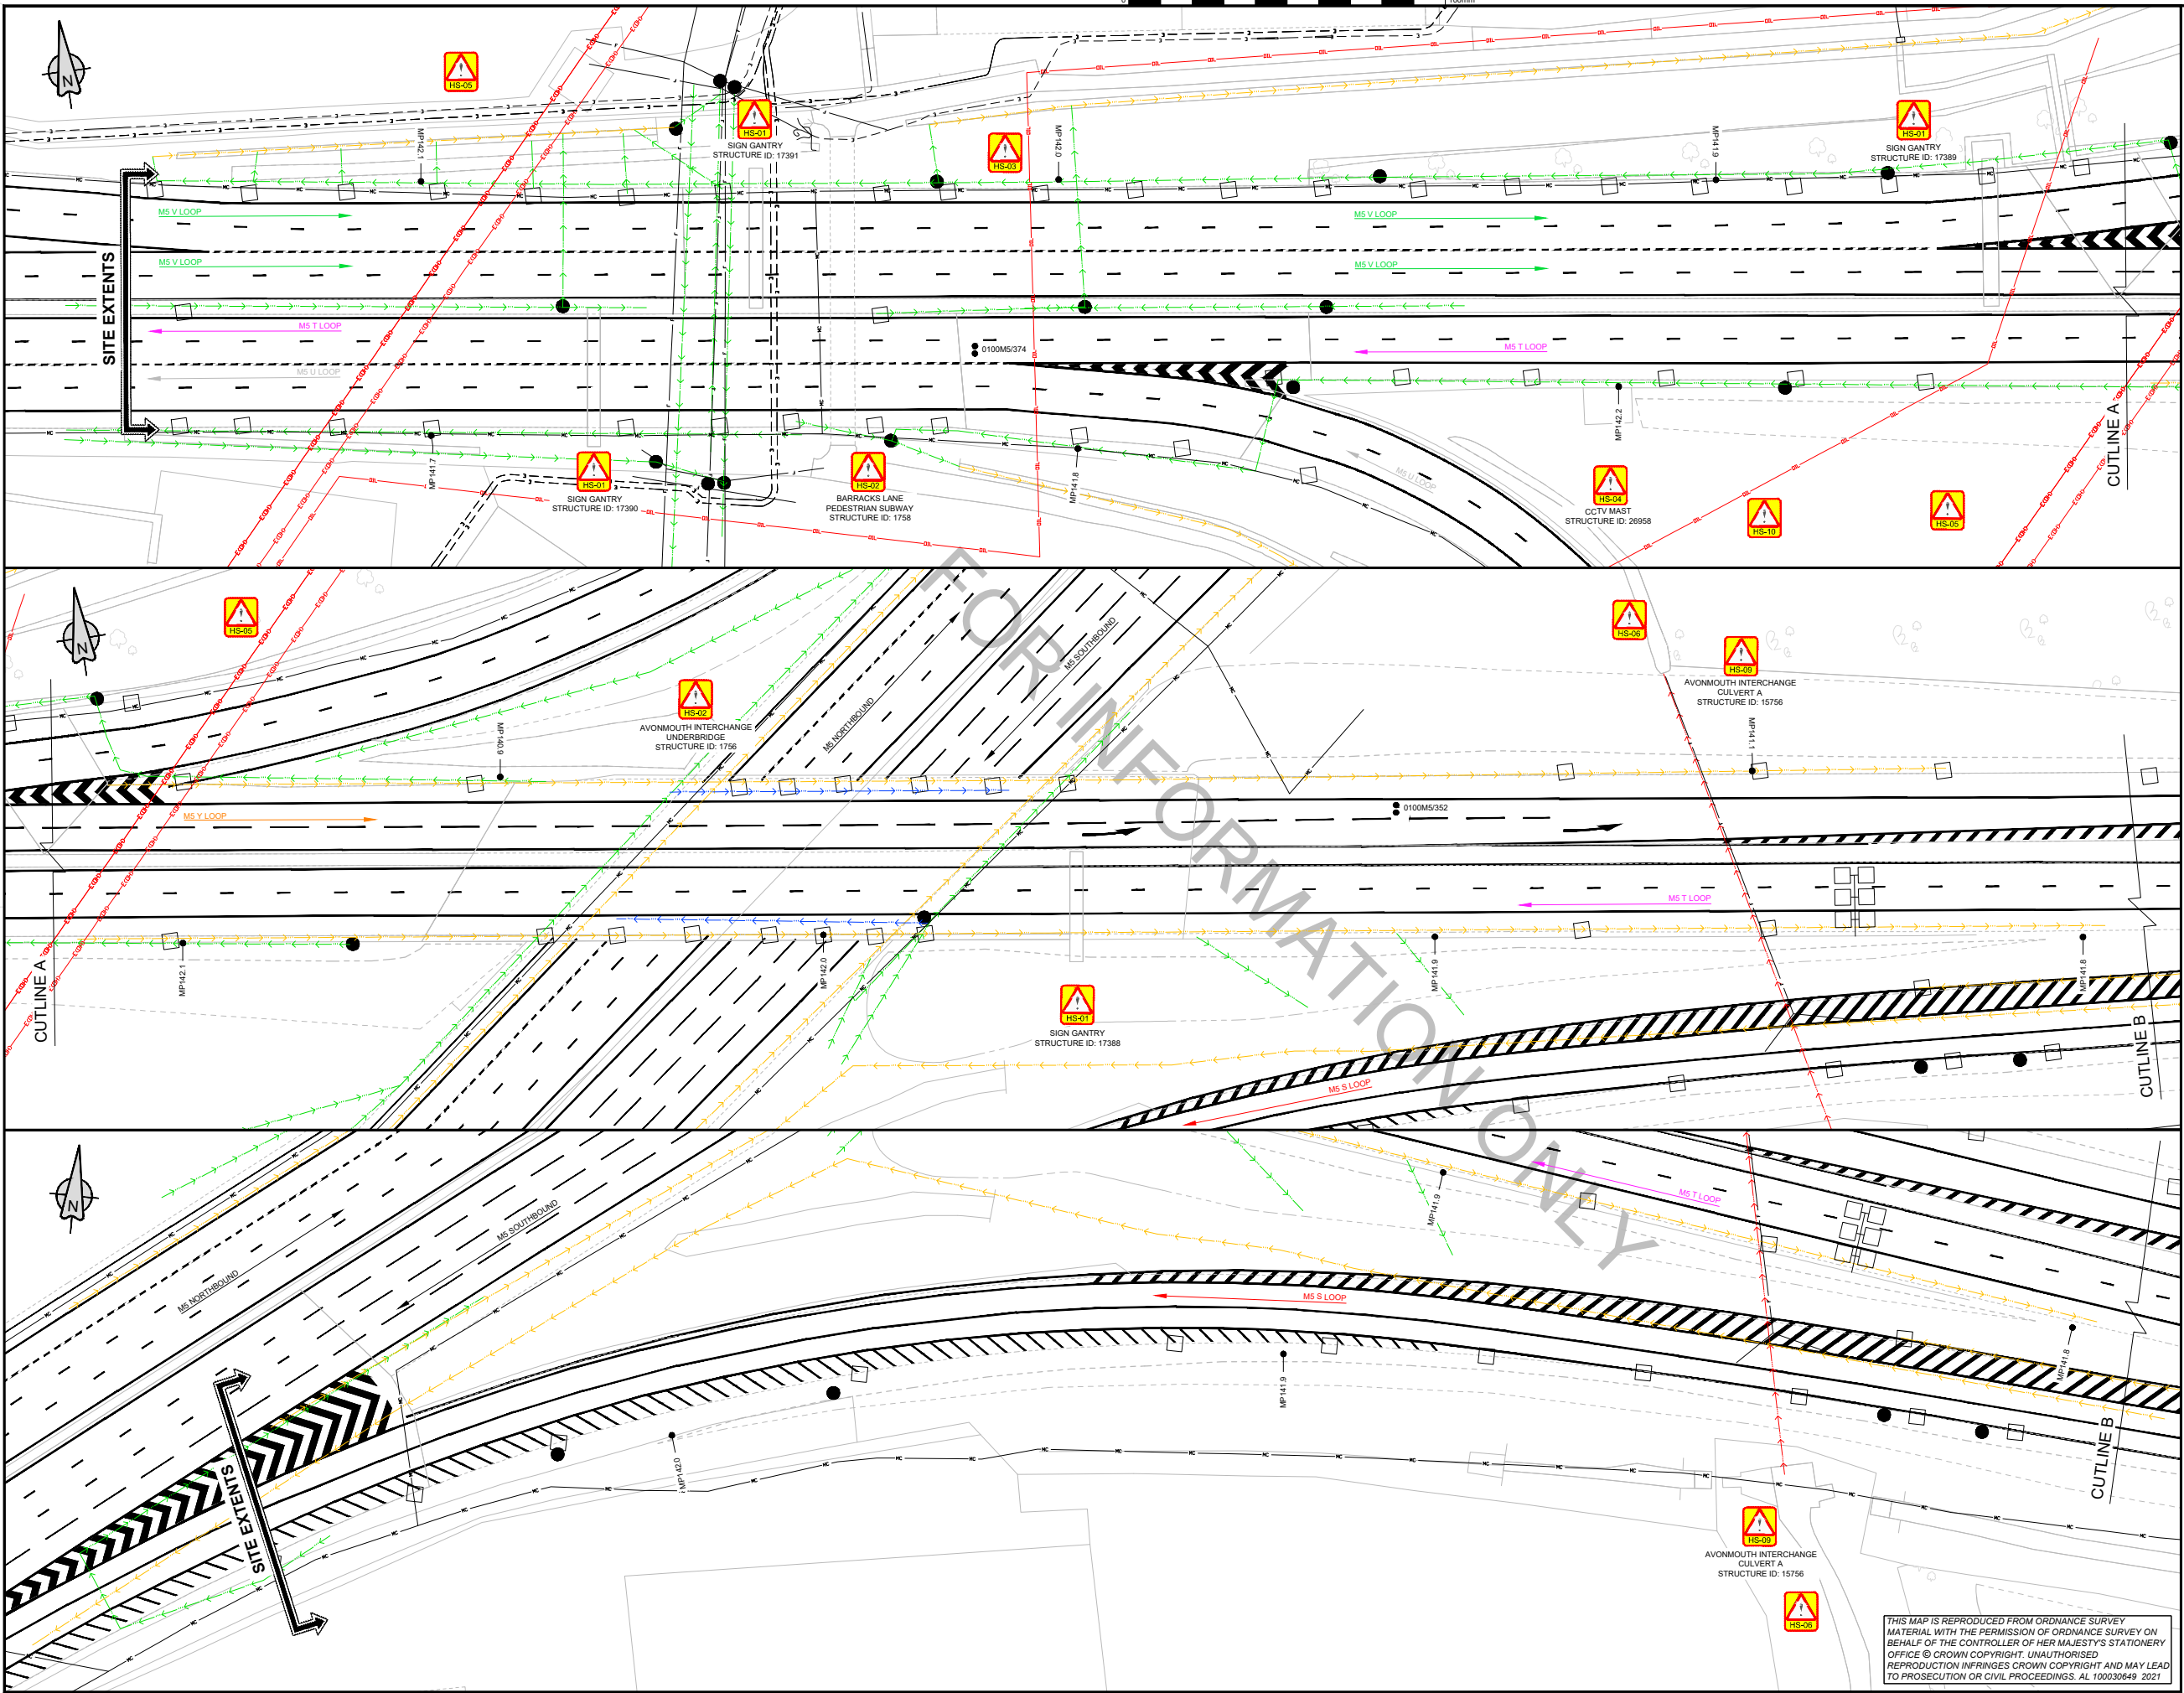 100mm
N
HS-05
MP142.1
HS-01
SIGN GANTRY
STRUCTURE ID: 17391
HS-03
MP142.0
MP141.9
HS-01
SIGN GANTRY
STRUCTURE ID: 17389
M5 V LOOP
M5 V LOOP
M5 V LOOP
M5 V LOOP
SITE EXTENTS
M5 T LOOP
0100M5/374
M5 T LOOP
M5 U LOOP
MP141.7
HS-01
SIGN GANTRY
STRUCTURE ID: 17390
HS-02
BARRACKS LANE
PEDESTRIAN SUBWAY
STRUCTURE ID: 1758
MP141.8
M5 U LOOP
MP142.2
HS-04
CCTV MAST
STRUCTURE ID: 26958
HS-10
HS-05
CUTLINE A
FOR INFORMATION ONLY
N
HS-05
MP140.9
HS-02
AVONMOUTH INTERCHANGE
UNDERBRIDGE
STRUCTURE ID: 1756
M5 NORTHBOUND
M5 SOUTHBOUND
HS-06
HS-09
AVONMOUTH INTERCHANGE
CULVERT A
STRUCTURE ID: 15756
MP141.1
M5 Y LOOP
0100M5/352
M5 T LOOP
CUTLINE A
MP142.1
MP142.0
HS-01
SIGN GANTRY
STRUCTURE ID: 17388
MP141.9
MP141.8
M5 S LOOP
CUTLINE B
N
M5 NORTHBOUND
M5 SOUTHBOUND
MP141.9
M5 T LOOP
M5 S LOOP
MP141.8
SITE EXTENTS
MP142.0
MP141.9
CUTLINE B
HS-09
AVONMOUTH INTERCHANGE
CULVERT A
STRUCTURE ID: 15756
HS-06
THIS MAP IS REPRODUCED FROM ORDNANCE SURVEY
MATERIAL WITH THE PERMISSION OF ORDNANCE SURVEY ON
BEHALF OF THE CONTROLLER OF HER MAJESTY'S STATIONERY
OFFICE © CROWN COPYRIGHT. UNAUTHORISED
REPRODUCTION INFRINGES CROWN COPYRIGHT AND MAY LEAD
TO PROSECUTION OR CIVIL PROCEEDINGS. AL 100030649 2021